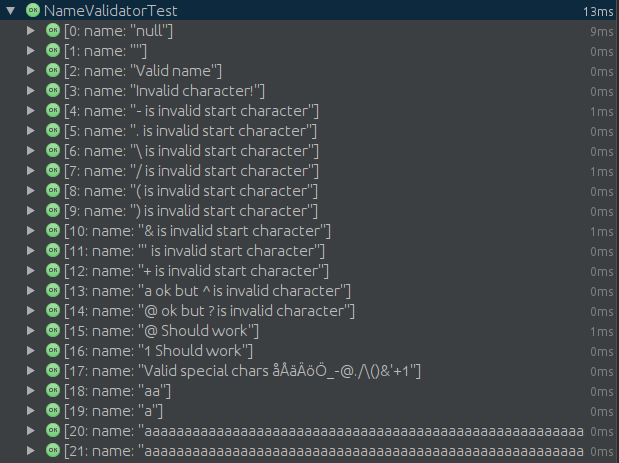 NameValidatorTest 13ms
[0: name: "null"] 9ms
[1: name: ""] 0ms
[2: name: "Valid name"] 0ms
[3: name: "Invalid character!"] 0ms
[4: name: "- is invalid start character"] 1ms
[5: name: ". is invalid start character"] 0ms
[6: name: "\ is invalid start character"] 0ms
[7: name: "/ is invalid start character"] 1ms
[8: name: "( is invalid start character"] 0ms
[9: name: ") is invalid start character"] 0ms
[10: name: "& is invalid start character"] 1ms
[11: name: "' is invalid start character"] 0ms
[12: name: "+ is invalid start character"] 0ms
[13: name: "a ok but ^ is invalid character"] 0ms
[14: name: "@ ok but ? is invalid character"] 0ms
[15: name: "@ Should work"] 1ms
[16: name: "1 Should work"] 0ms
[17: name: "Valid special chars åÅäÄöÖ_-@./\()&'+1"] 0ms
[18: name: "aa"] 0ms
[19: name: "a"] 0ms
[20: name: "aaaaaaaaaaaaaaaaaaaaaaaaaaaaaaaaaaaaaaaaaaaaaaaaaaaaaaa 0ms
[21: name: "aaaaaaaaaaaaaaaaaaaaaaaaaaaaaaaaaaaaaaaaaaaaaaaaaaaaaaa 0ms